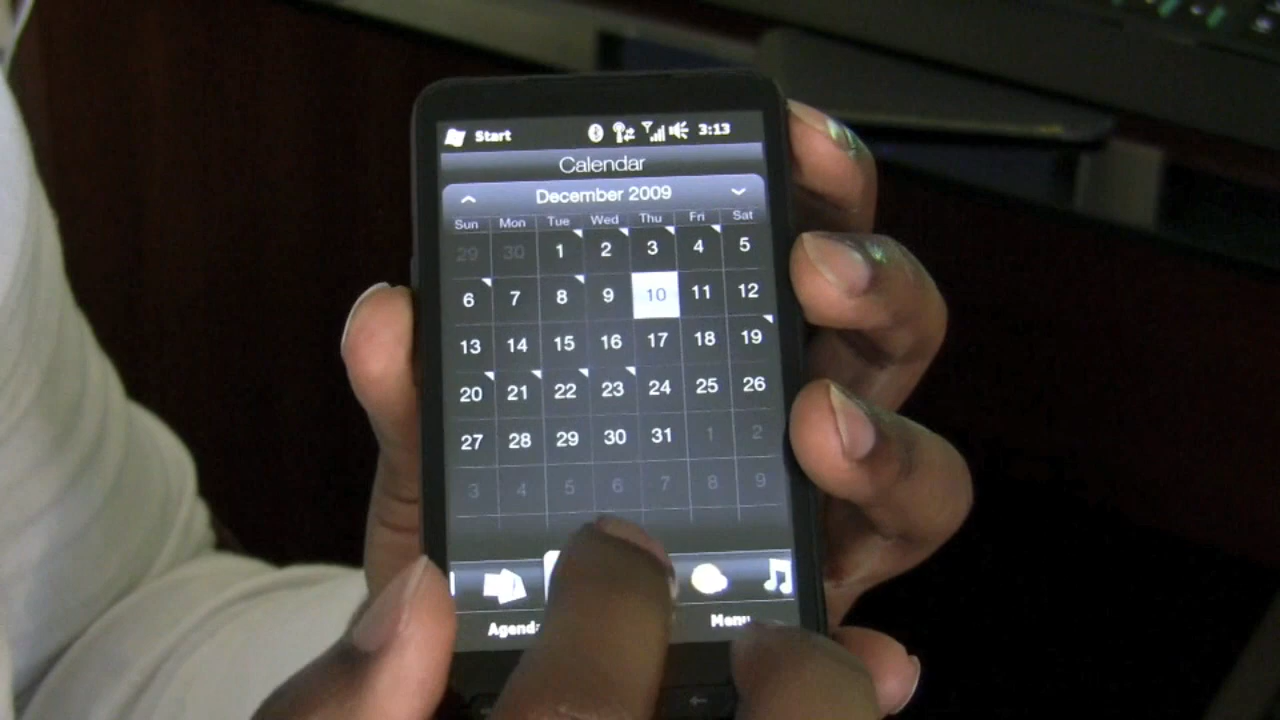 Start 3:13
Calendar
December 2009
Sun Mon Tue Wed Thu Fri Sat
29 30 1 2 3 4 5
6 7 8 9 10 11 12
13 14 15 16 17 18 19
20 21 22 23 24 25 26
27 28 29 30 31 1 2
3 4 5 6 7 8 9
Agenda Menu